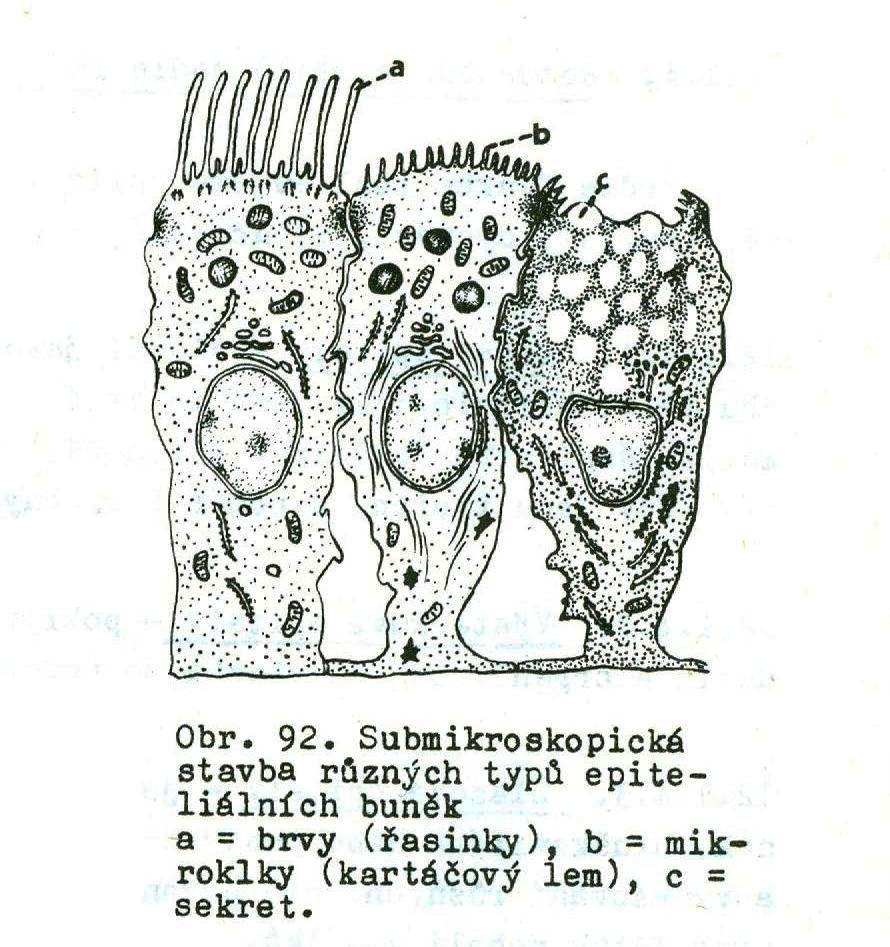 a
b
c
Obr. 92. Submikroskopická
stavba různých typů epite-
liálních buněk
a = brvy (řasinky), b = mik-
roklky (kartáčový lem), c =
sekret.